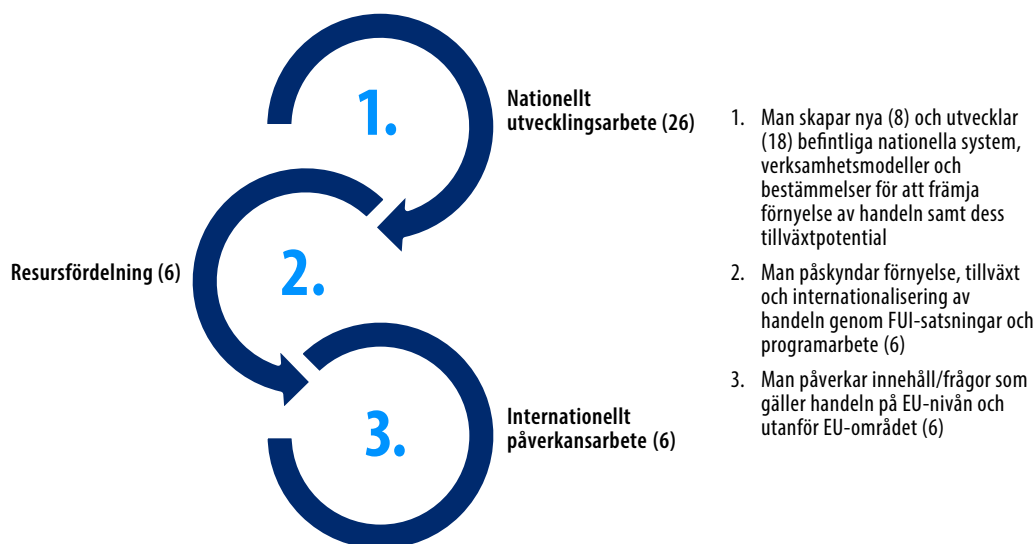 1.
Nationellt
utvecklingsarbete (26)
2.
Resursfördelning (6)
3.
Internationellt
påverkansarbete (6)
1. Man skapar nya (8) och utvecklar
(18) befintliga nationella system,
verksamhetsmodeller och
bestämmelser för att främja
förnyelse av handeln samt dess
tillväxtpotential
2. Man påskyndar förnyelse, tillväxt
och internationalisering av
handeln genom FUI-satsningar och
programarbete (6)
3. Man påverkar innehåll/frågor som
gäller handeln på EU-nivån och
utanför EU-området (6)